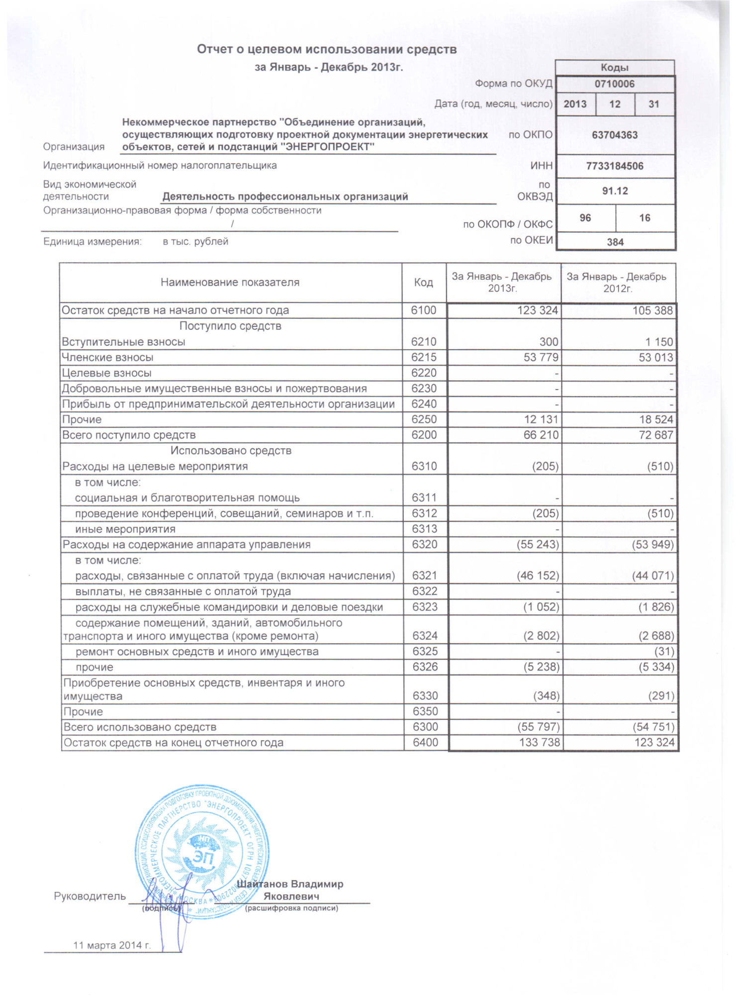 Отчет о целевом использовании средств
за Январь - Декабрь 2013г.
Коды
Форма по ОКУД 0710006
Дата (год, месяц, число) 2013 12 31
Некоммерческое партнерство "Объединение организаций,
осуществляющих подготовку проектной документации энергетических
Организация объектов, сетей и подстанций "ЭНЕРГОПРОЕКТ" по ОКПО 63704363
Идентификационный номер налогоплательщика ИНН 7733184506
Вид экономической по
деятельности Деятельность профессиональных организаций ОКВЭД 91.12
Организационно-правовая форма / форма собственности
/ по ОКОПФ / ОКФС 96 16
Единица измерения: в тыс. рублей по ОКЕИ 384
Наименование показателя Код За Январь - Декабрь 2013г. За Январь - Декабрь 2012г.
Остаток средств на начало отчетного года 6100 123 324 105 388
Поступило средств
Вступительные взносы 6210 300 1 150
Членские взносы 6215 53 779 53 013
Целевые взносы 6220 - -
Добровольные имущественные взносы и пожертвования 6230 - -
Прибыль от предпринимательской деятельности организации 6240 - -
Прочие 6250 12 131 18 524
Всего поступило средств 6200 66 210 72 687
Использовано средств
Расходы на целевые мероприятия 6310 (205) (510)
в том числе:
социальная и благотворительная помощь 6311 - -
проведение конференций, совещаний, семинаров и т.п. 6312 (205) (510)
иные мероприятия 6313 - -
Расходы на содержание аппарата управления 6320 (55 243) (53 949)
в том числе:
расходы, связанные с оплатой труда (включая начисления) 6321 (46 152) (44 071)
выплаты, не связанные с оплатой труда 6322 - -
расходы на служебные командировки и деловые поездки 6323 (1 052) (1 826)
содержание помещений, зданий, автомобильного
транспорта и иного имущества (кроме ремонта) 6324 (2 802) (2 688)
ремонт основных средств и иного имущества 6325 - (31)
прочие 6326 (5 238) (5 334)
Приобретение основных средств, инвентаря и иного
имущества 6330 (348) (291)
Прочие 6350 - -
Всего использовано средств 6300 (55 797) (54 751)
Остаток средств на конец отчетного года 6400 133 738 123 324
ОРГАНИЗАЦИЙ, ОСУЩЕСТВЛЯЮЩИХ ПОДГОТОВКУ ПРОЕКТНОЙ ДОКУМЕНТАЦИИ ЭНЕРГЕТИЧЕСКИХ
НЕКОММЕРЧЕСКОЕ ПАРТНЕРСТВО "ЭНЕРГОПРОЕКТ" ОГРН
МОСКВА
НП
ЭП
Шайтанов Владимир
Руководитель Яковлевич
(подпись) (расшифровка подписи)
11 марта 2014 г.